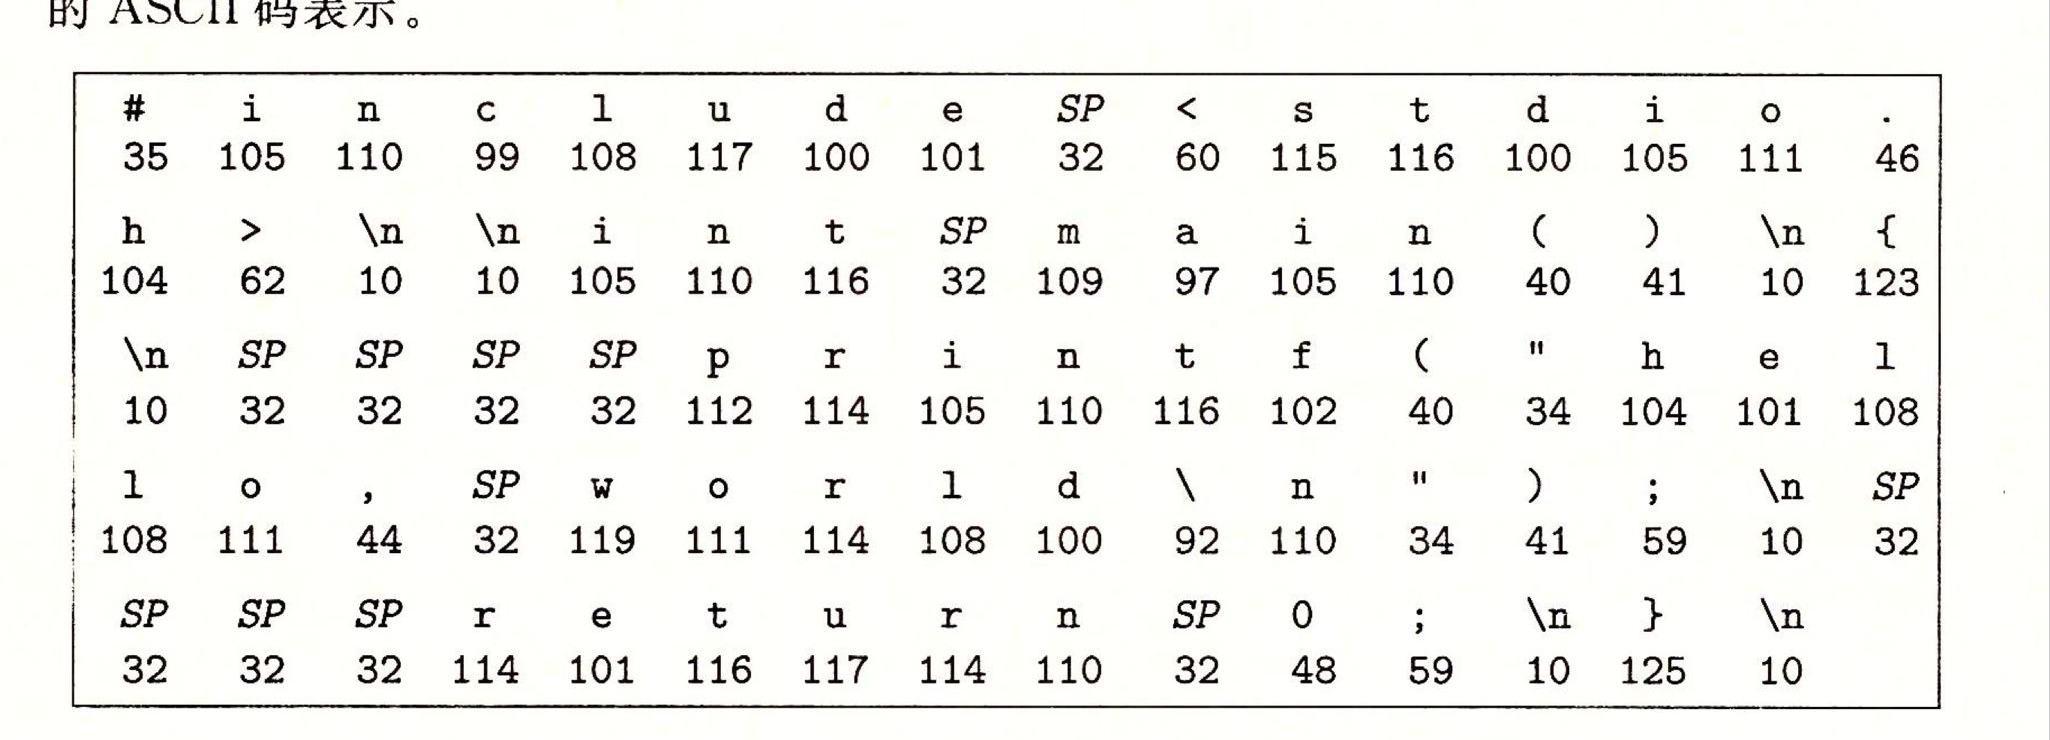 的 ASCII 码表示。
# i n c l u d e SP < s t d i o .
35 105 110 99 108 117 100 101 32 60 115 116 100 105 111 46
h > \n \n i n t SP m a i n ( ) \n {
104 62 10 10 105 110 116 32 109 97 105 110 40 41 10 123
\n SP SP SP SP p r i n t f ( " h e l
10 32 32 32 32 112 114 105 110 116 102 40 34 104 101 108
l o , SP w o r l d \ n " ) ; \n SP
108 111 44 32 119 111 114 108 100 92 110 34 41 59 10 32
SP SP SP r e t u r n SP 0 ; \n } \n
32 32 32 114 101 116 117 114 110 32 48 59 10 125 10